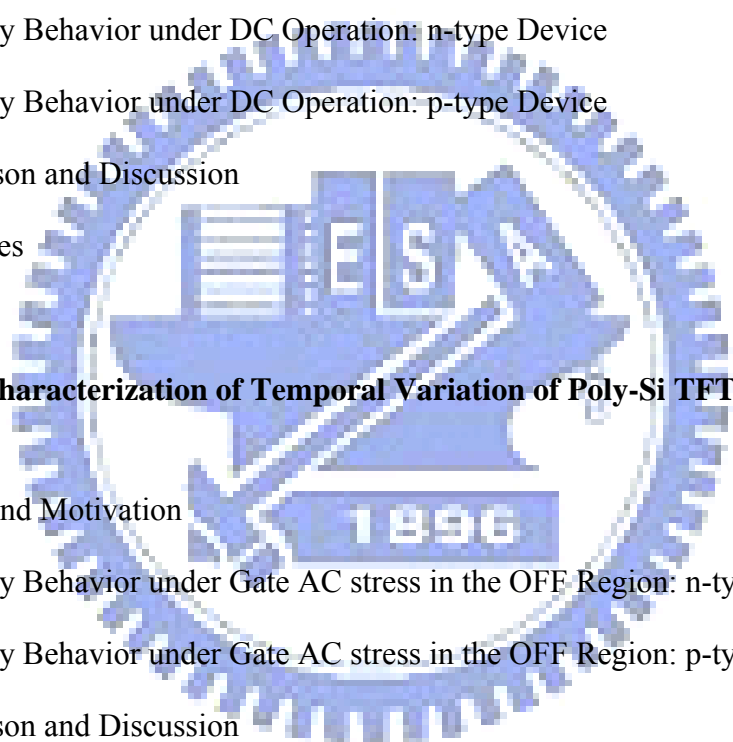 y Behavior under DC Operation: n-type Device
y Behavior under DC Operation: p-type Device
son and Discussion
es
E S A
haracterization of Temporal Variation of Poly-Si TFT
nd Motivation
1896
y Behavior under Gate AC stress in the OFF Region: n-ty
y Behavior under Gate AC stress in the OFF Region: p-ty
son and Discussion